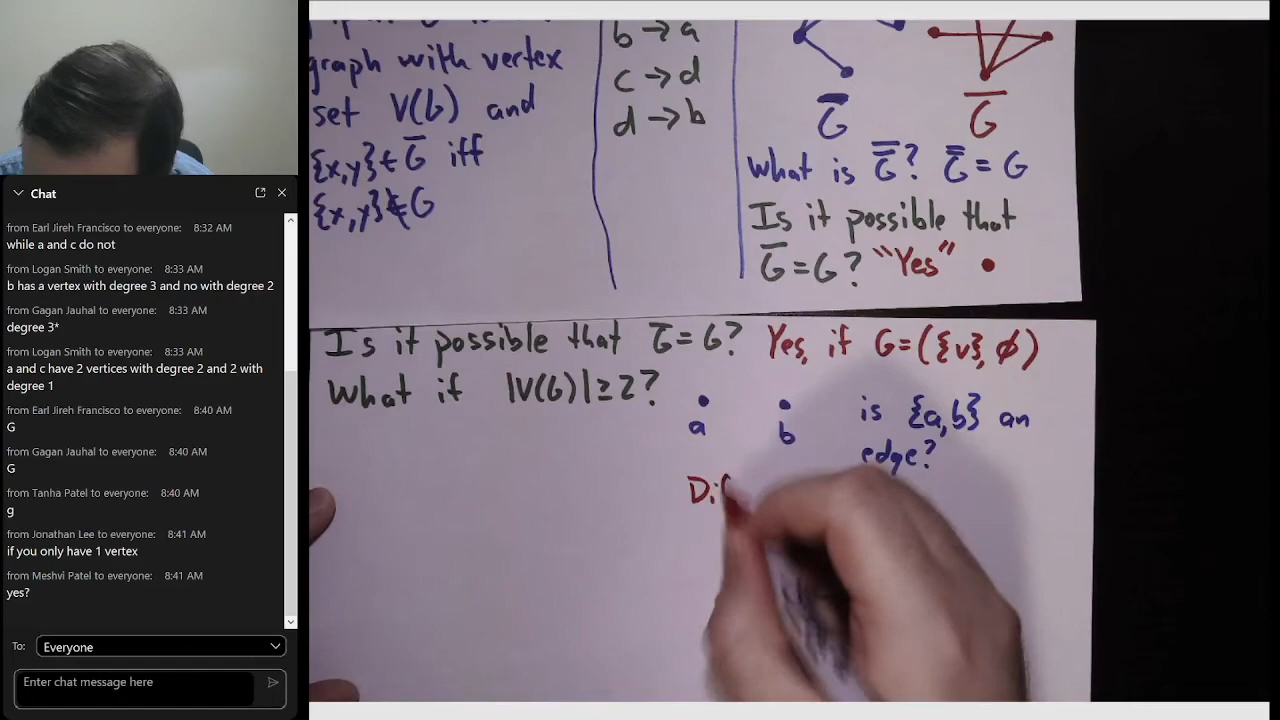 Chat
from Earl Jireh Francisco to everyone: 8:32 AM
while a and c do not
from Logan Smith to everyone: 8:33 AM
b has a vertex with degree 3 and no with degree 2
from Gagan Jauhal to everyone: 8:33 AM
degree 3*
from Logan Smith to everyone: 8:33 AM
a and c have 2 vertices with degree 2 and 2 with
degree 1
from Earl Jireh Francisco to everyone: 8:40 AM
G
from Gagan Jauhal to everyone: 8:40 AM
G
from Tanha Patel to everyone: 8:40 AM
g
from Jonathan Lee to everyone: 8:41 AM
if you only have 1 vertex
from Meshvi Patel to everyone: 8:41 AM
yes?
To: Everyone
Enter chat message here
graph with vertex
set V(G) and
{x,y}∈G̅ iff
{x,y}∉G
b→a
c→d
d→b
G̅
G̅
What is G̿? G̿=G
Is it possible that
G̅=G? "Yes"
Is it possible that G̅=G? Yes, if G=({v},∅)
What if |V(G)|≥2?
a
b
is {a,b} an
edge?
Dif